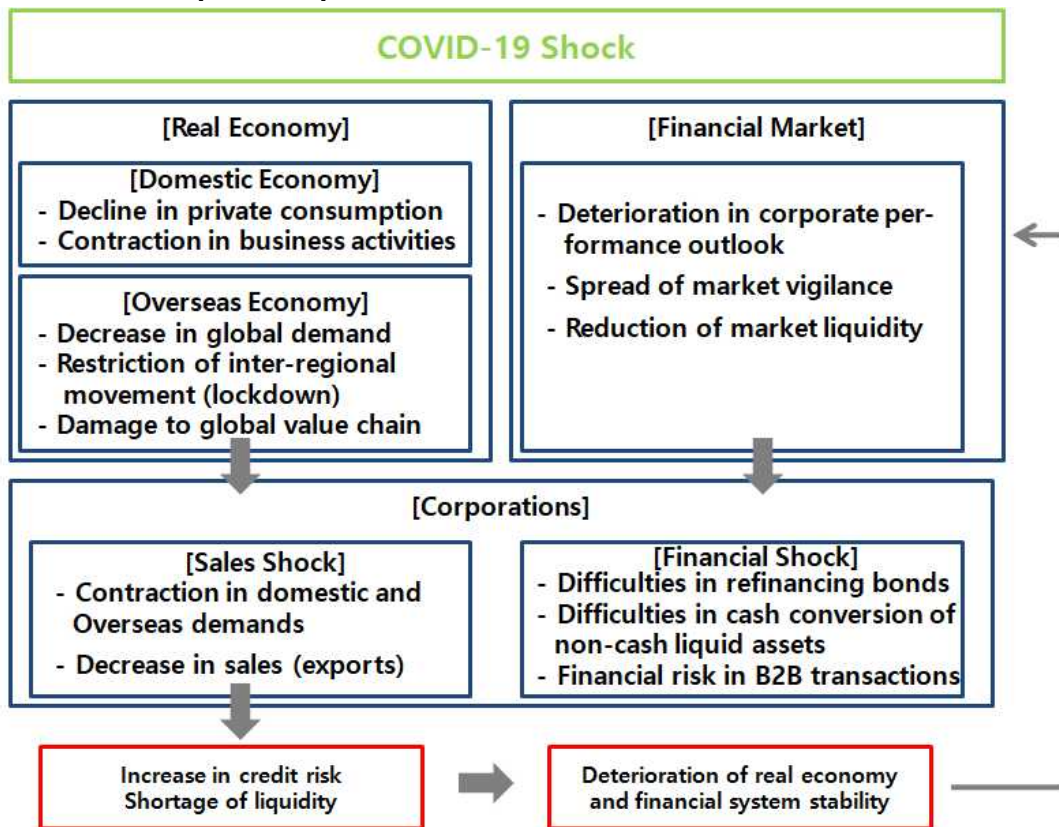 COVID-19 Shock
[Real Economy]
[Domestic Economy]
- Decline in private consumption
- Contraction in business activities
[Overseas Economy]
- Decrease in global demand
- Restriction of inter-regional
movement (lockdown)
- Damage to global value chain
[Financial Market]
- Deterioration in corporate per-
formance outlook
- Spread of market vigilance
- Reduction of market liquidity
[Corporations]
[Sales Shock]
- Contraction in domestic and
Overseas demands
- Decrease in sales (exports)
[Financial Shock]
- Difficulties in refinancing bonds
- Difficulties in cash conversion of
non-cash liquid assets
- Financial risk in B2B transactions
Increase in credit risk
Shortage of liquidity
Deterioration of real economy
and financial system stability